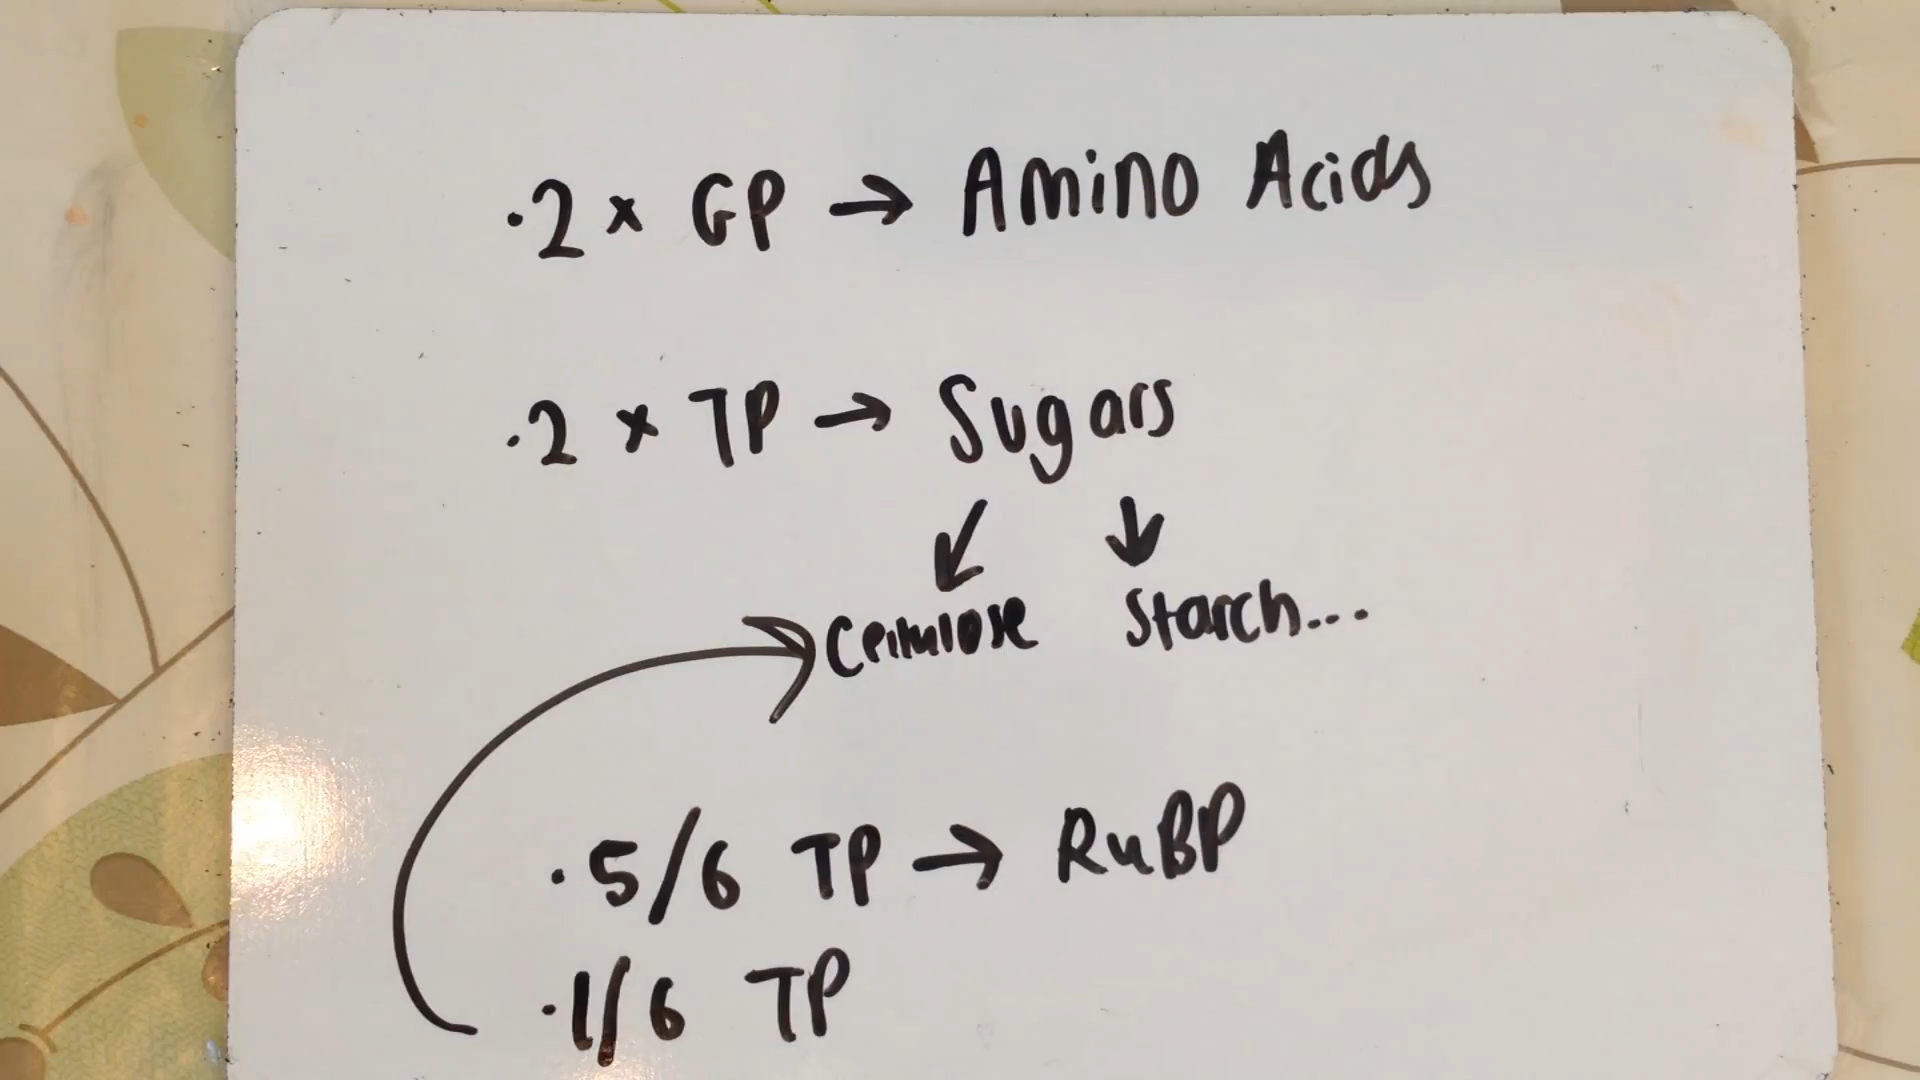 ·2 x GP → Amino Acids
·2 x TP → Sugars
↙ ↓
Cellulose Starch...
·5/6 TP → RuBP
·1/6 TP